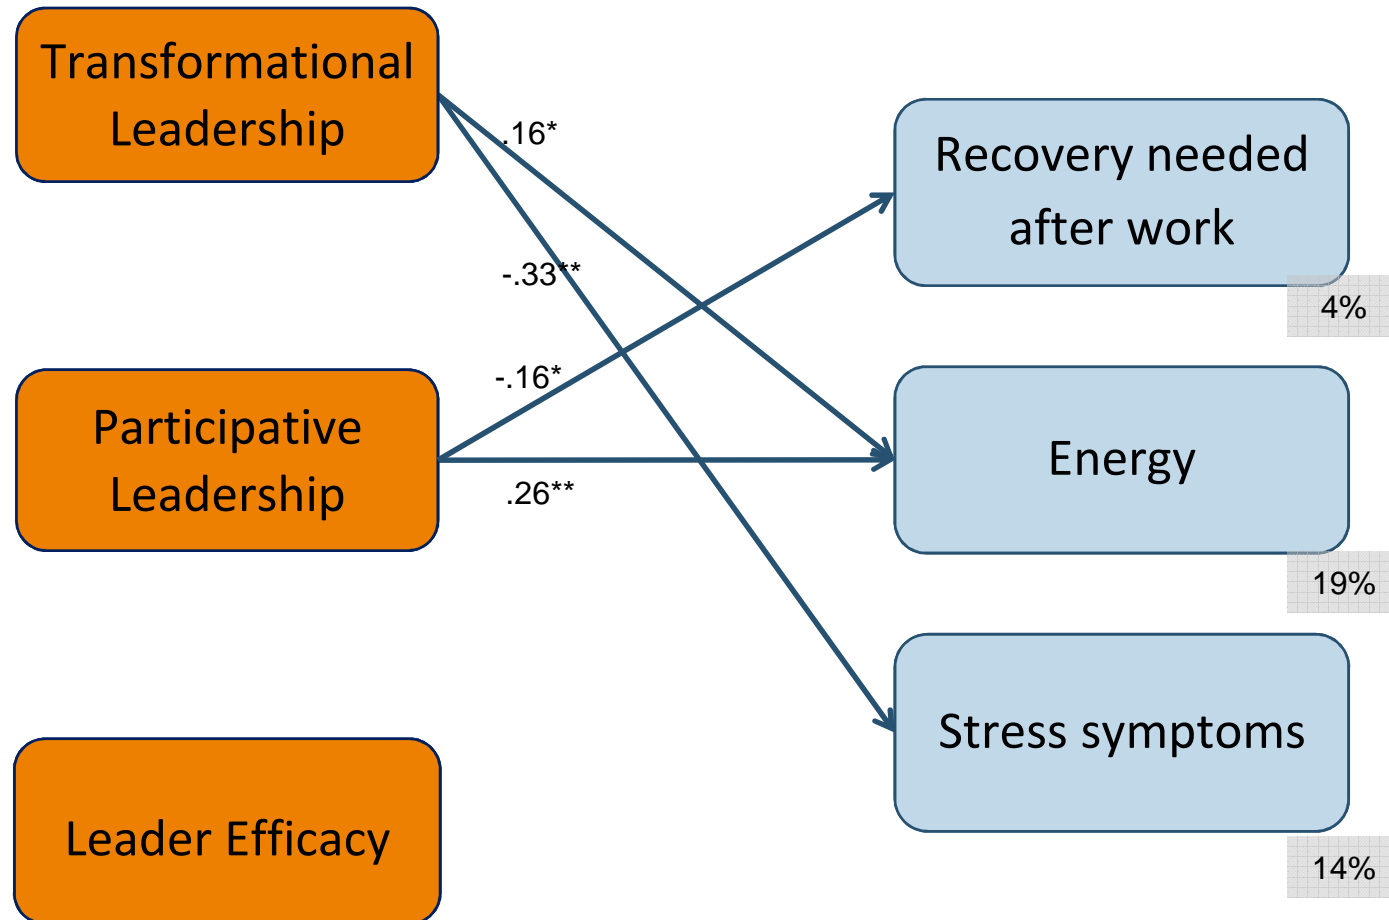 Transformational
Leadership
.16*
Recovery needed
after work
-.33**
4%
-.16*
Participative
Leadership
Energy
.26**
19%
Stress symptoms
Leader Efficacy
14%